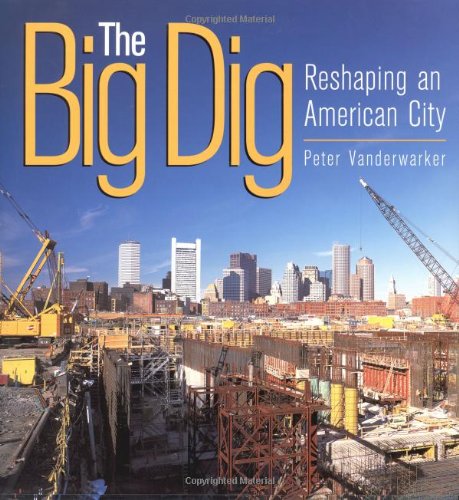 Copyrighted Material
The
Big Dig
Reshaping an
American City
Peter Vanderwarker
Copyrighted Material